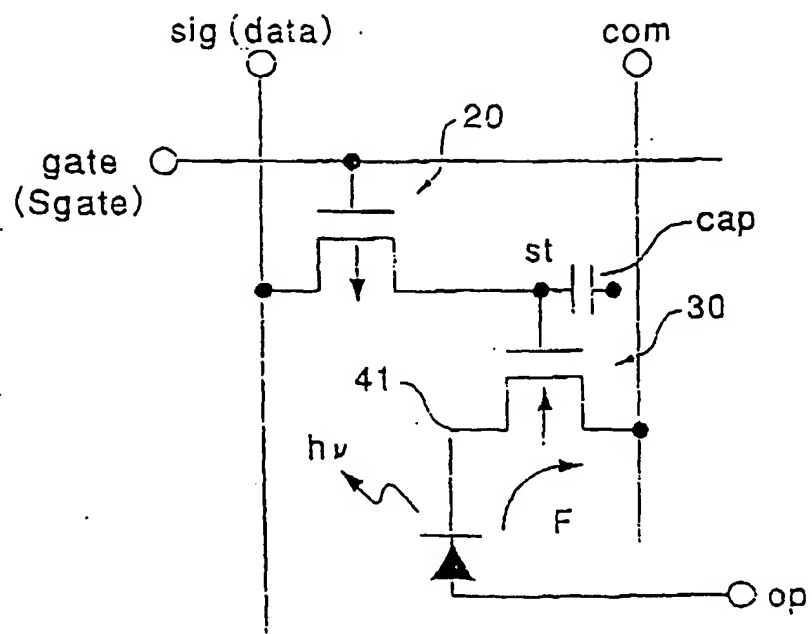 sig (data)
com
20
gate
(Sgate)
cap
st
30
41
hν
F
op